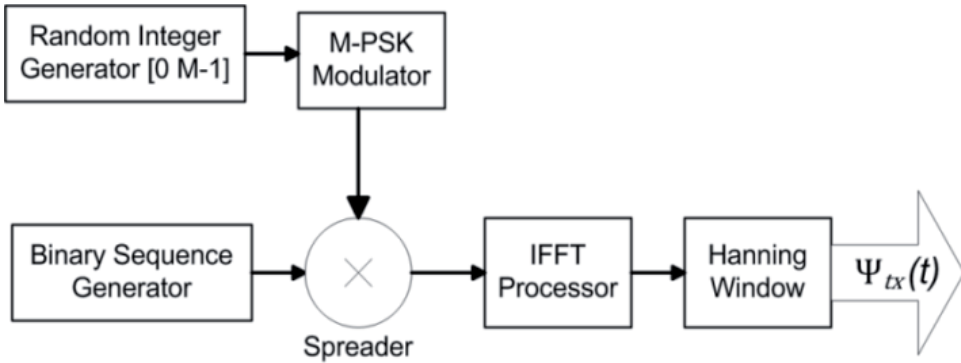 Random Integer
Generator [0 M-1]
M-PSK
Modulator
Binary Sequence
Generator
Spreader
IFFT
Processor
Hanning
Window
Ψtx(t)